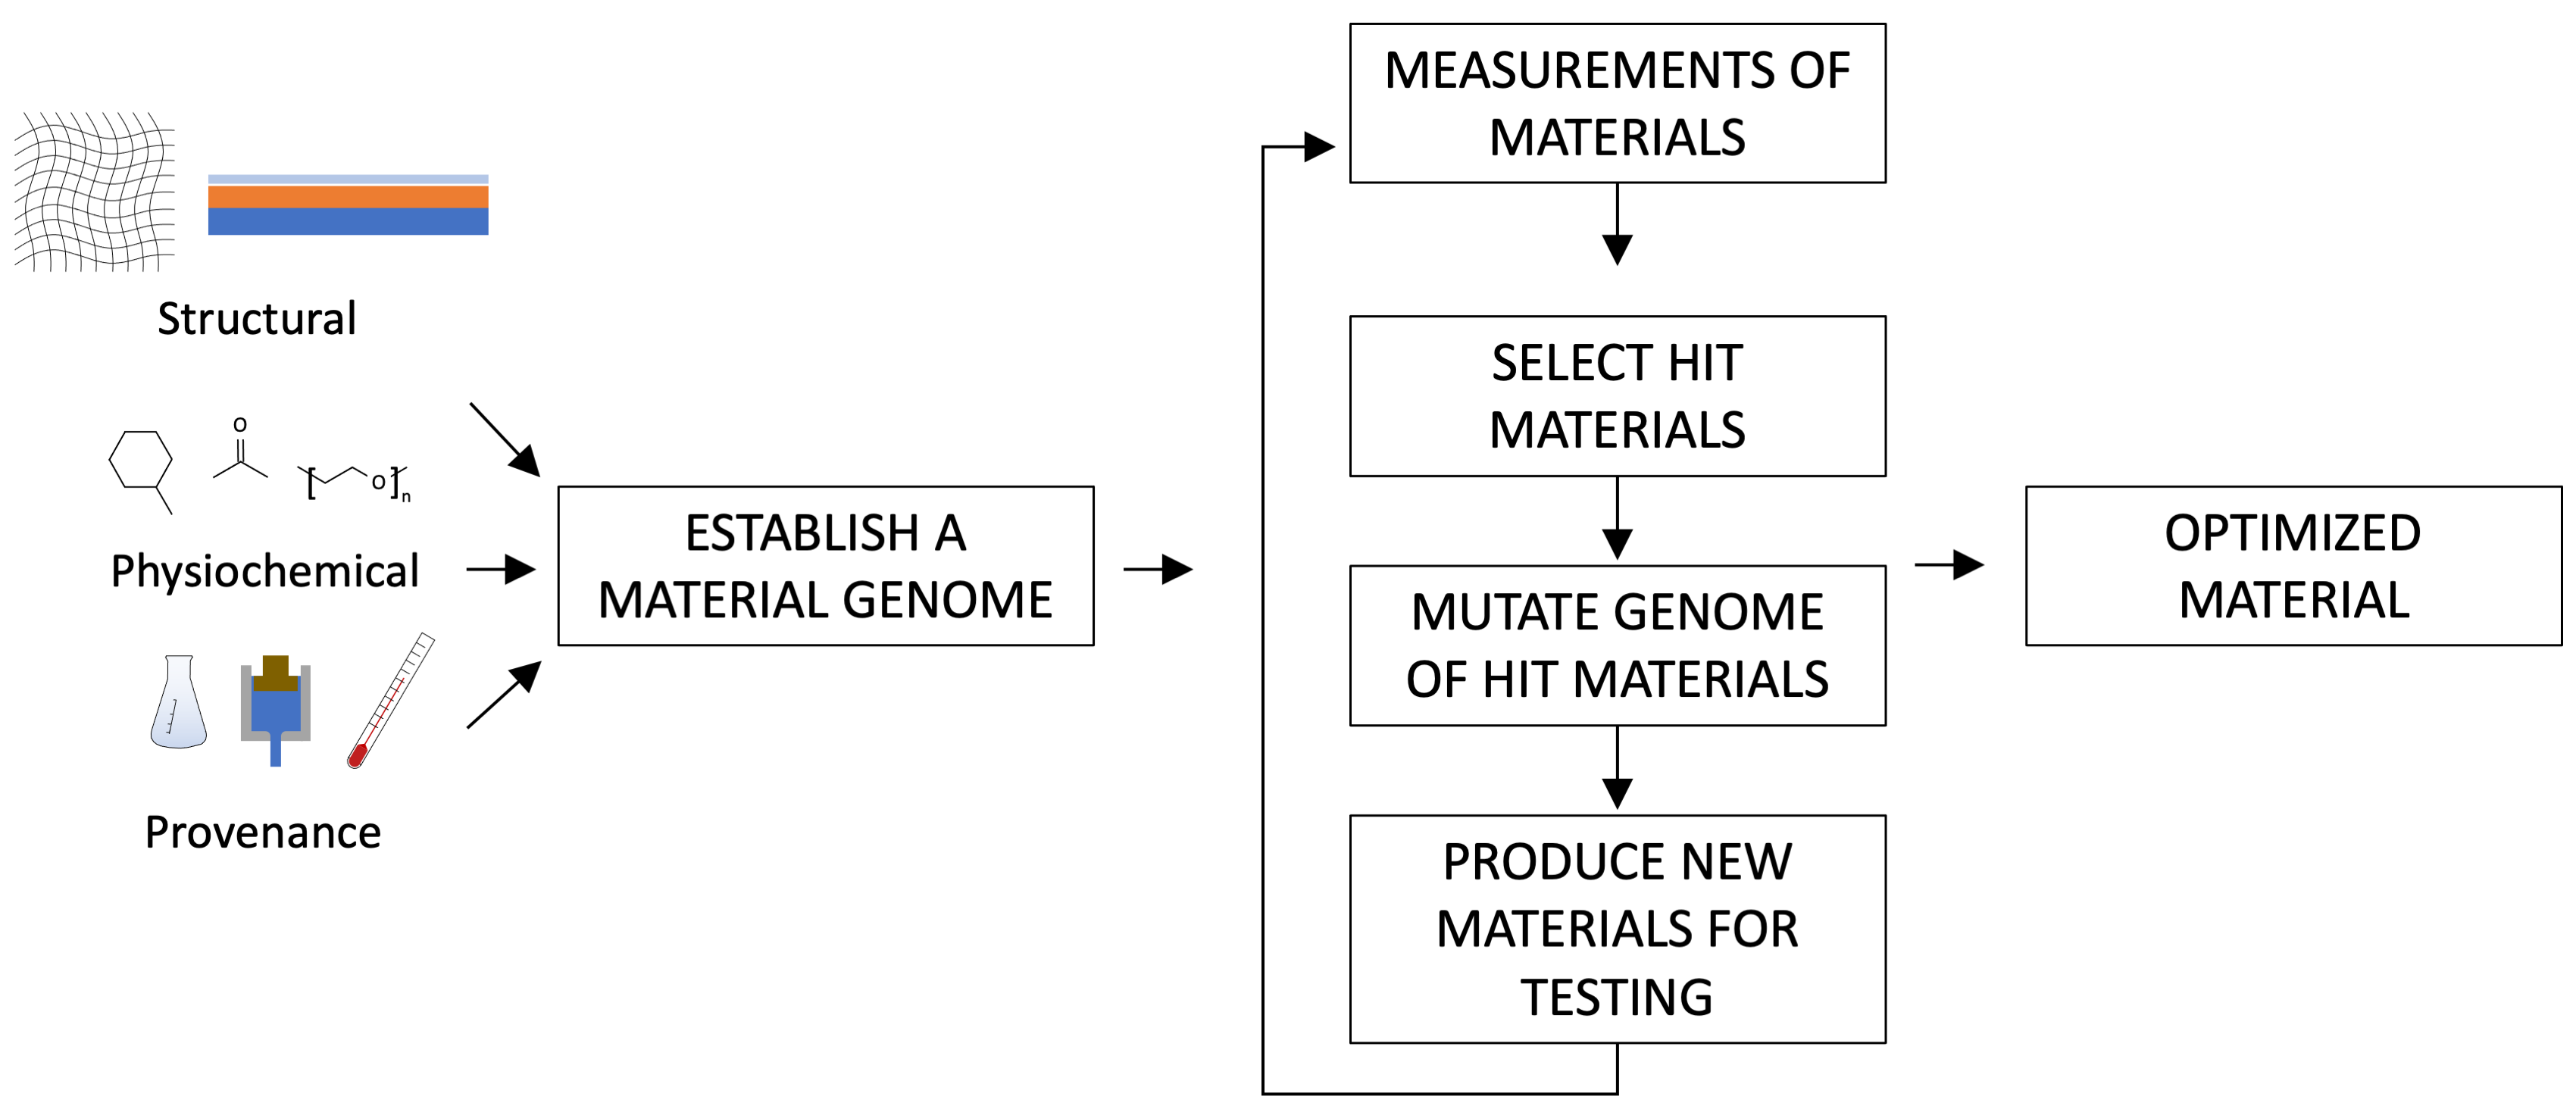 Structural
O
[
O
]
n
Physiochemical
Provenance
ESTABLISH A
MATERIAL GENOME
MEASUREMENTS OF
MATERIALS
SELECT HIT
MATERIALS
MUTATE GENOME
OF HIT MATERIALS
PRODUCE NEW
MATERIALS FOR
TESTING
OPTIMIZED
MATERIAL